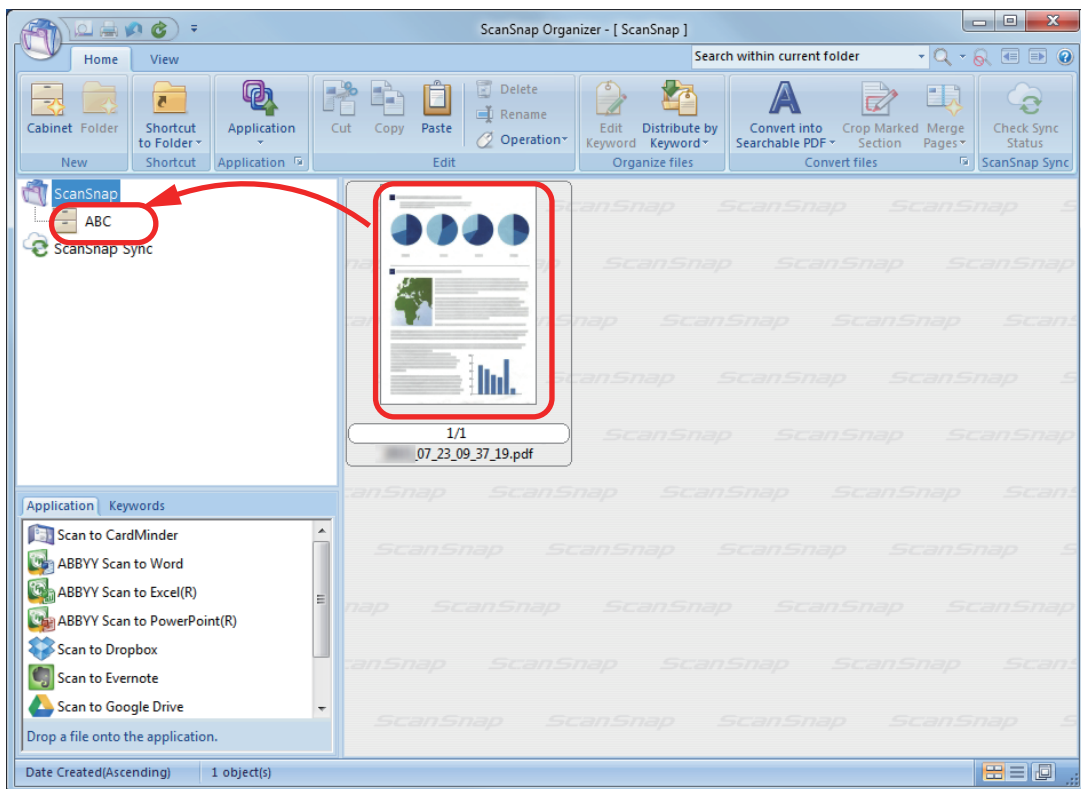 ScanSnap Organizer - [ ScanSnap ]
Home View
Search within current folder
Cabinet Folder Shortcut to Folder Application
New Shortcut Application
Cut Copy Paste Delete
Rename
Operation
Edit
Edit Keyword Distribute by Keyword
Organize files
Convert into Searchable PDF Crop Marked Section Merge Pages
Convert files
Check Sync Status
ScanSnap Sync
ScanSnap
ABC
ScanSnap Sync
1/1
_07_23_09_37_19.pdf
Application Keywords
Scan to CardMinder
ABBYY Scan to Word
ABBYY Scan to Excel(R)
ABBYY Scan to PowerPoint(R)
Scan to Dropbox
Scan to Evernote
Scan to Google Drive
Drop a file onto the application.
Date Created(Ascending) 1 object(s)